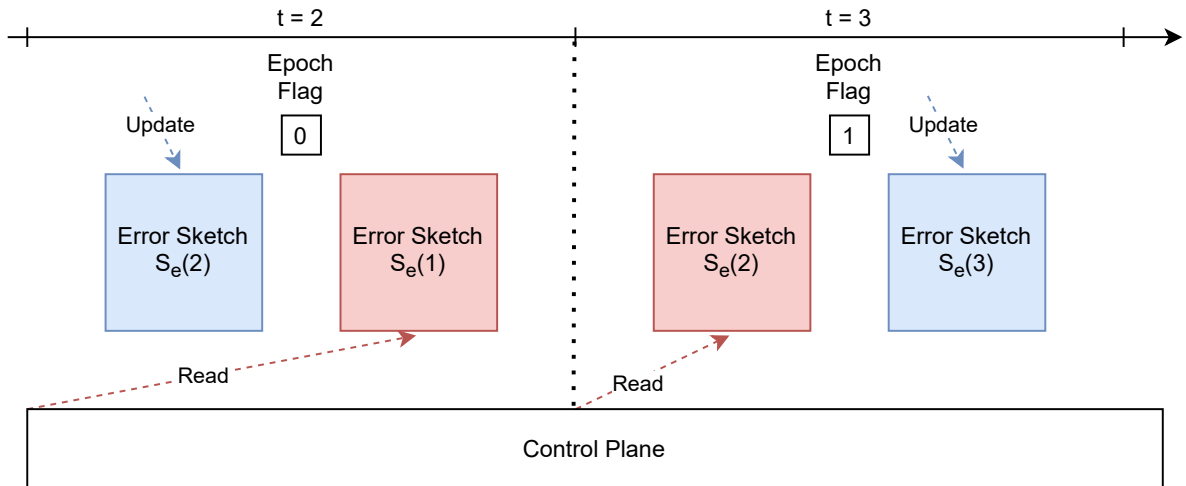 t = 2
t = 3
Epoch
Flag
0
Update
Epoch
Flag
1
Update
Error Sketch
Sₑ(2)
Error Sketch
Sₑ(1)
Error Sketch
Sₑ(2)
Error Sketch
Sₑ(3)
Read
Read
Control Plane